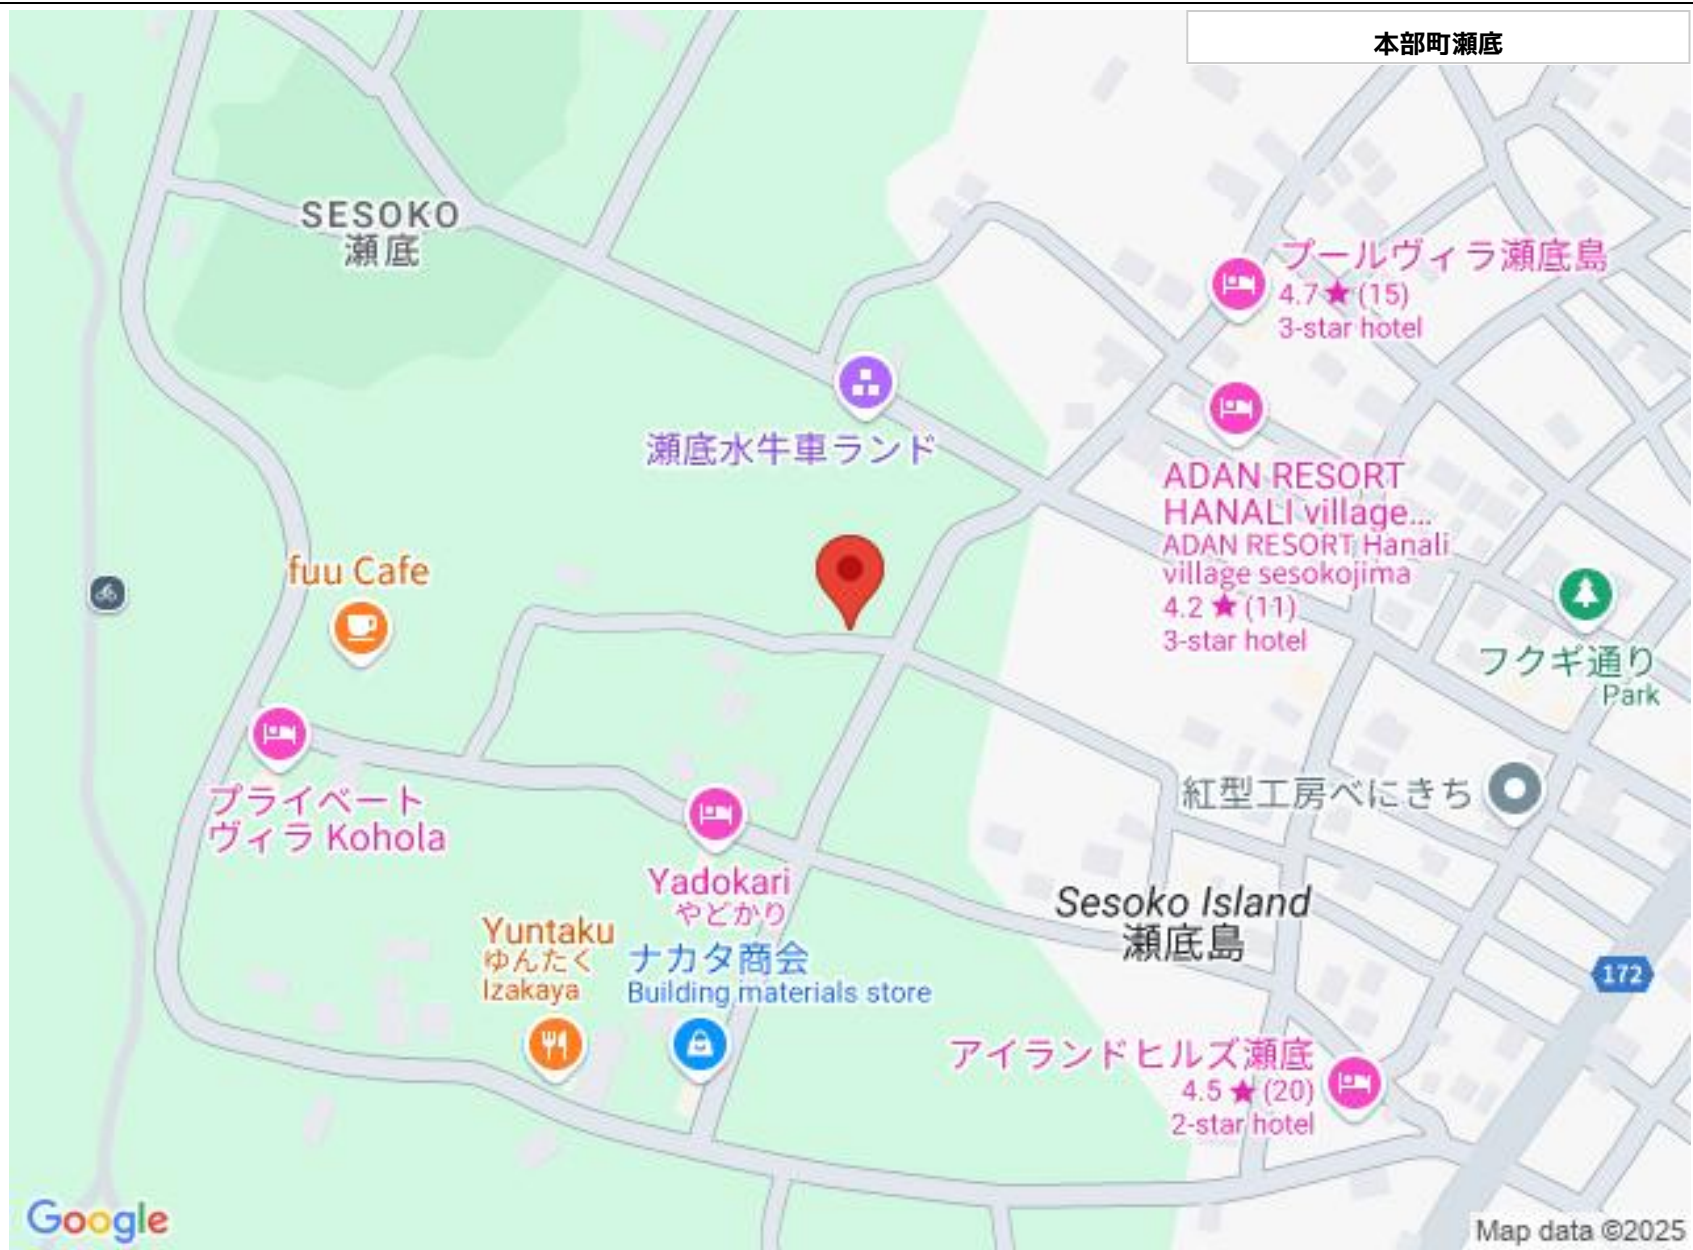 本部町瀬底
SESOKO
瀬底
プールヴィラ瀬底島
4.7 ★ (15)
3-star hotel
瀬底水牛車ランド
ADAN RESORT
HANALI village...
ADAN RESORT Hanali
village sesokojima
4.2 ★ (11)
3-star hotel
fuu Cafe
フクギ通り
Park
プライベート
ヴィラ Kohola
紅型工房べにきち
Yadokari
やどかり
Sesoko Island
瀬底島
Yuntaku
ゆんたく
Izakaya
ナカタ商会
Building materials store
172
アイランドヒルズ瀬底
4.5 ★ (20)
2-star hotel
Google
Map data ©2025